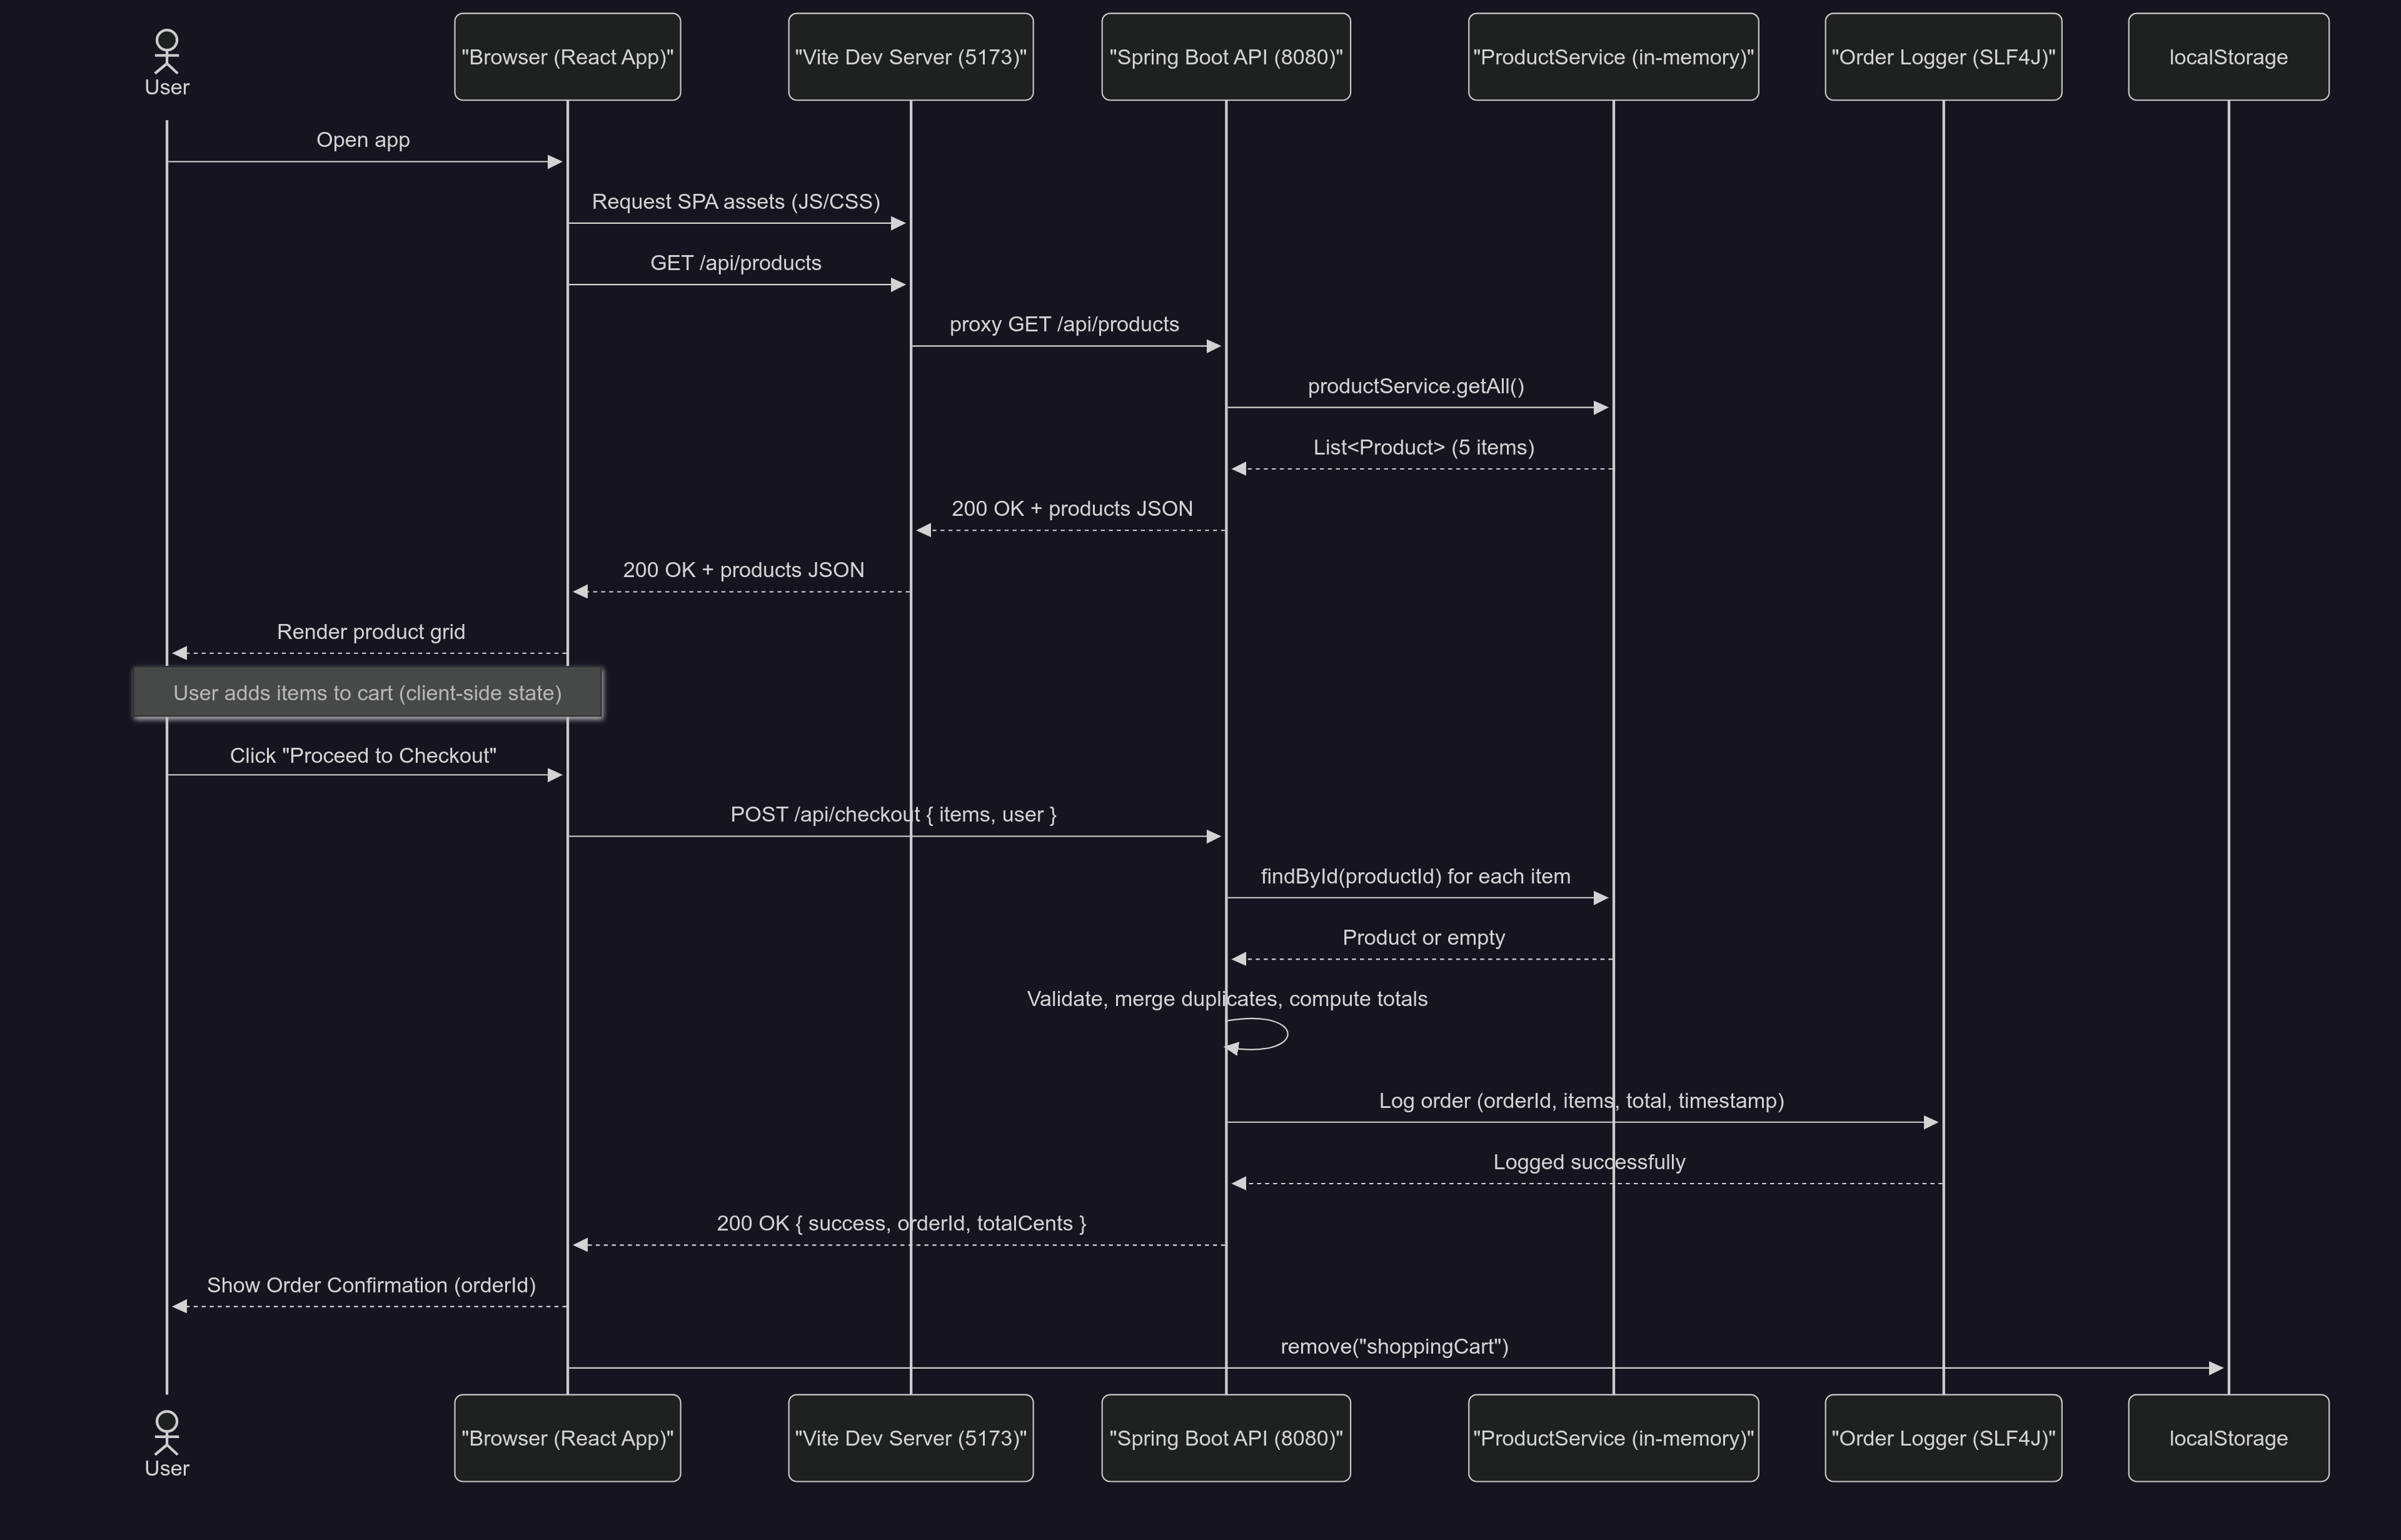 "Browser (React App)"
"Vite Dev Server (5173)"
"Spring Boot API (8080)"
"ProductService (in-memory)"
"Order Logger (SLF4J)"
localStorage
User
Open app
Request SPA assets (JS/CSS)
GET /api/products
proxy GET /api/products
productService.getAll()
List<Product> (5 items)
200 OK + products JSON
200 OK + products JSON
Render product grid
User adds items to cart (client-side state)
Click "Proceed to Checkout"
POST /api/checkout { items, user }
findById(productId) for each item
Product or empty
Validate, merge duplicates, compute totals
Log order (orderId, items, total, timestamp)
Logged successfully
200 OK { success, orderId, totalCents }
Show Order Confirmation (orderId)
remove("shoppingCart")
"Browser (React App)"
"Vite Dev Server (5173)"
"Spring Boot API (8080)"
"ProductService (in-memory)"
"Order Logger (SLF4J)"
localStorage
User